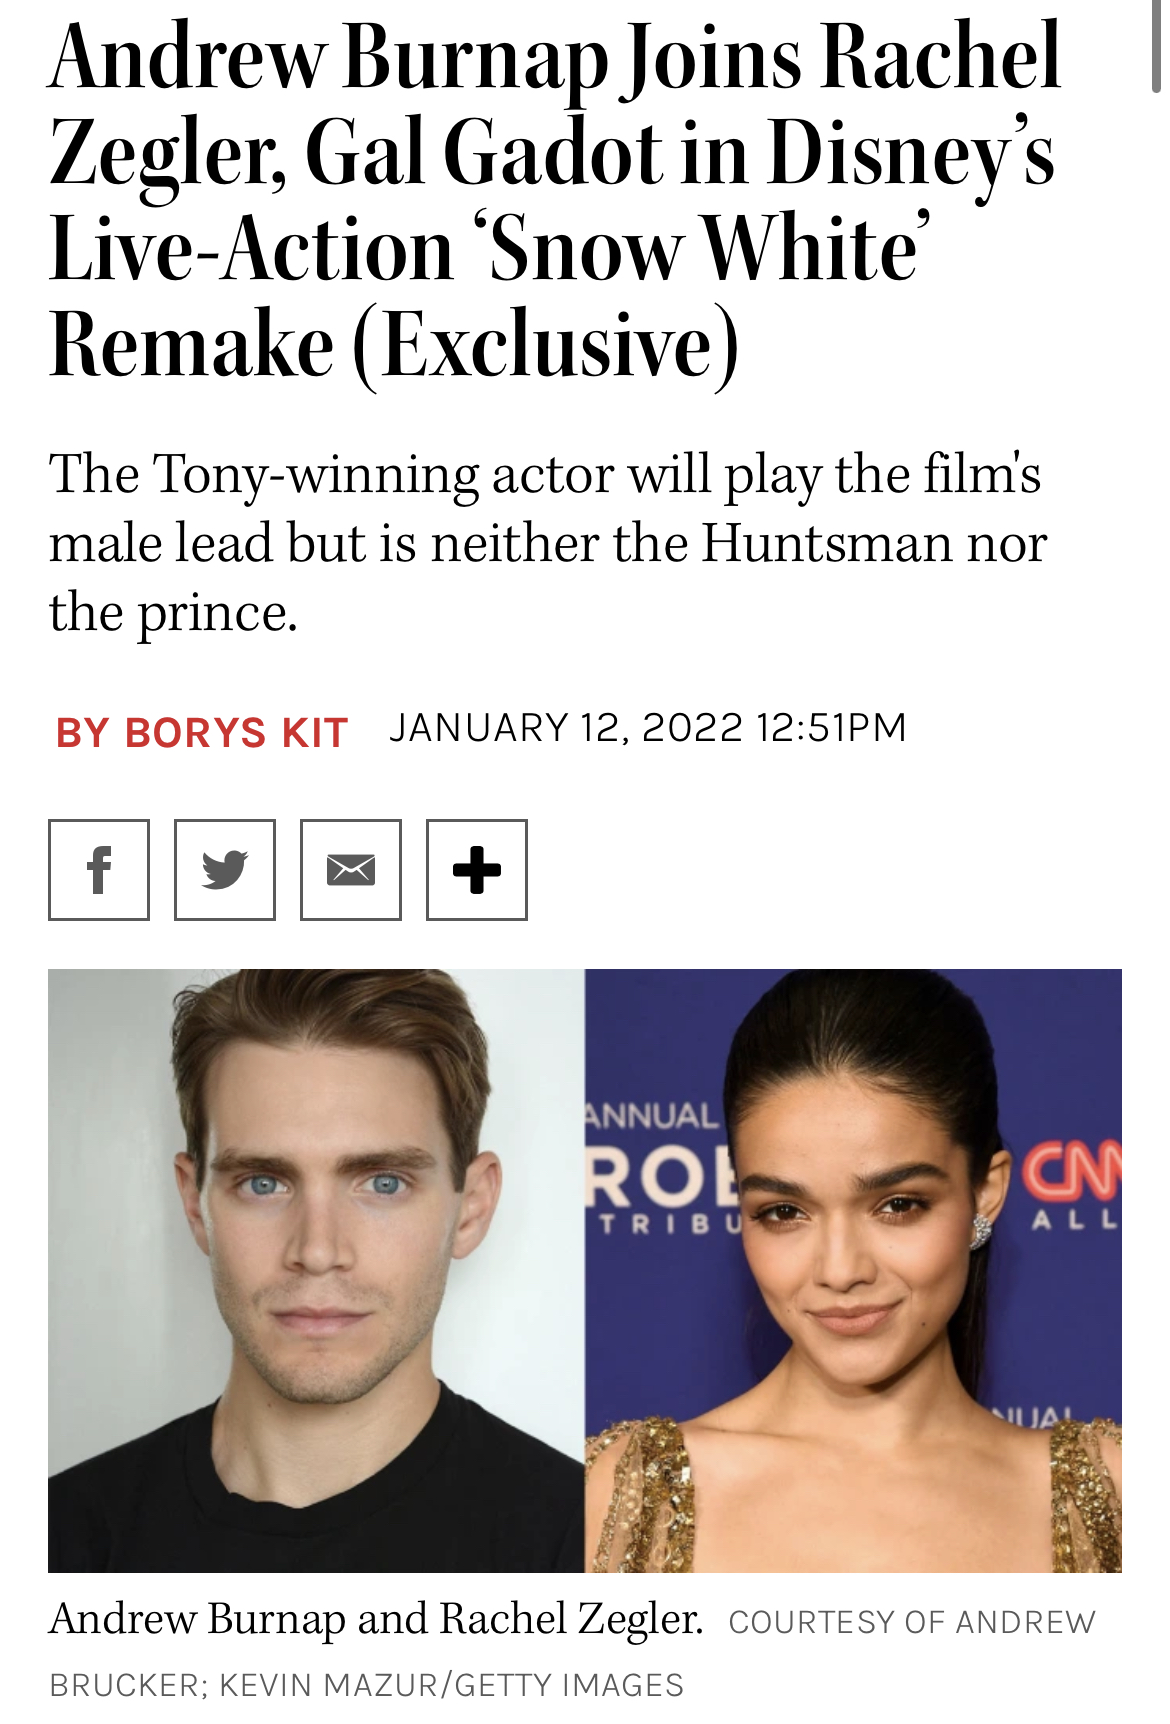 Andrew Burnap Joins Rachel
Zegler, Gal Gadot in Disney’s
Live-Action ‘Snow White’
Remake (Exclusive)
The Tony-winning actor will play the film's
male lead but is neither the Huntsman nor
the prince.
BY BORYS KIT JANUARY 12, 2022 12:51PM
ANNUAL
ROE
TRIBU
CNN
ALL
NUAL
Andrew Burnap and Rachel Zegler. COURTESY OF ANDREW
BRUCKER; KEVIN MAZUR/GETTY IMAGES